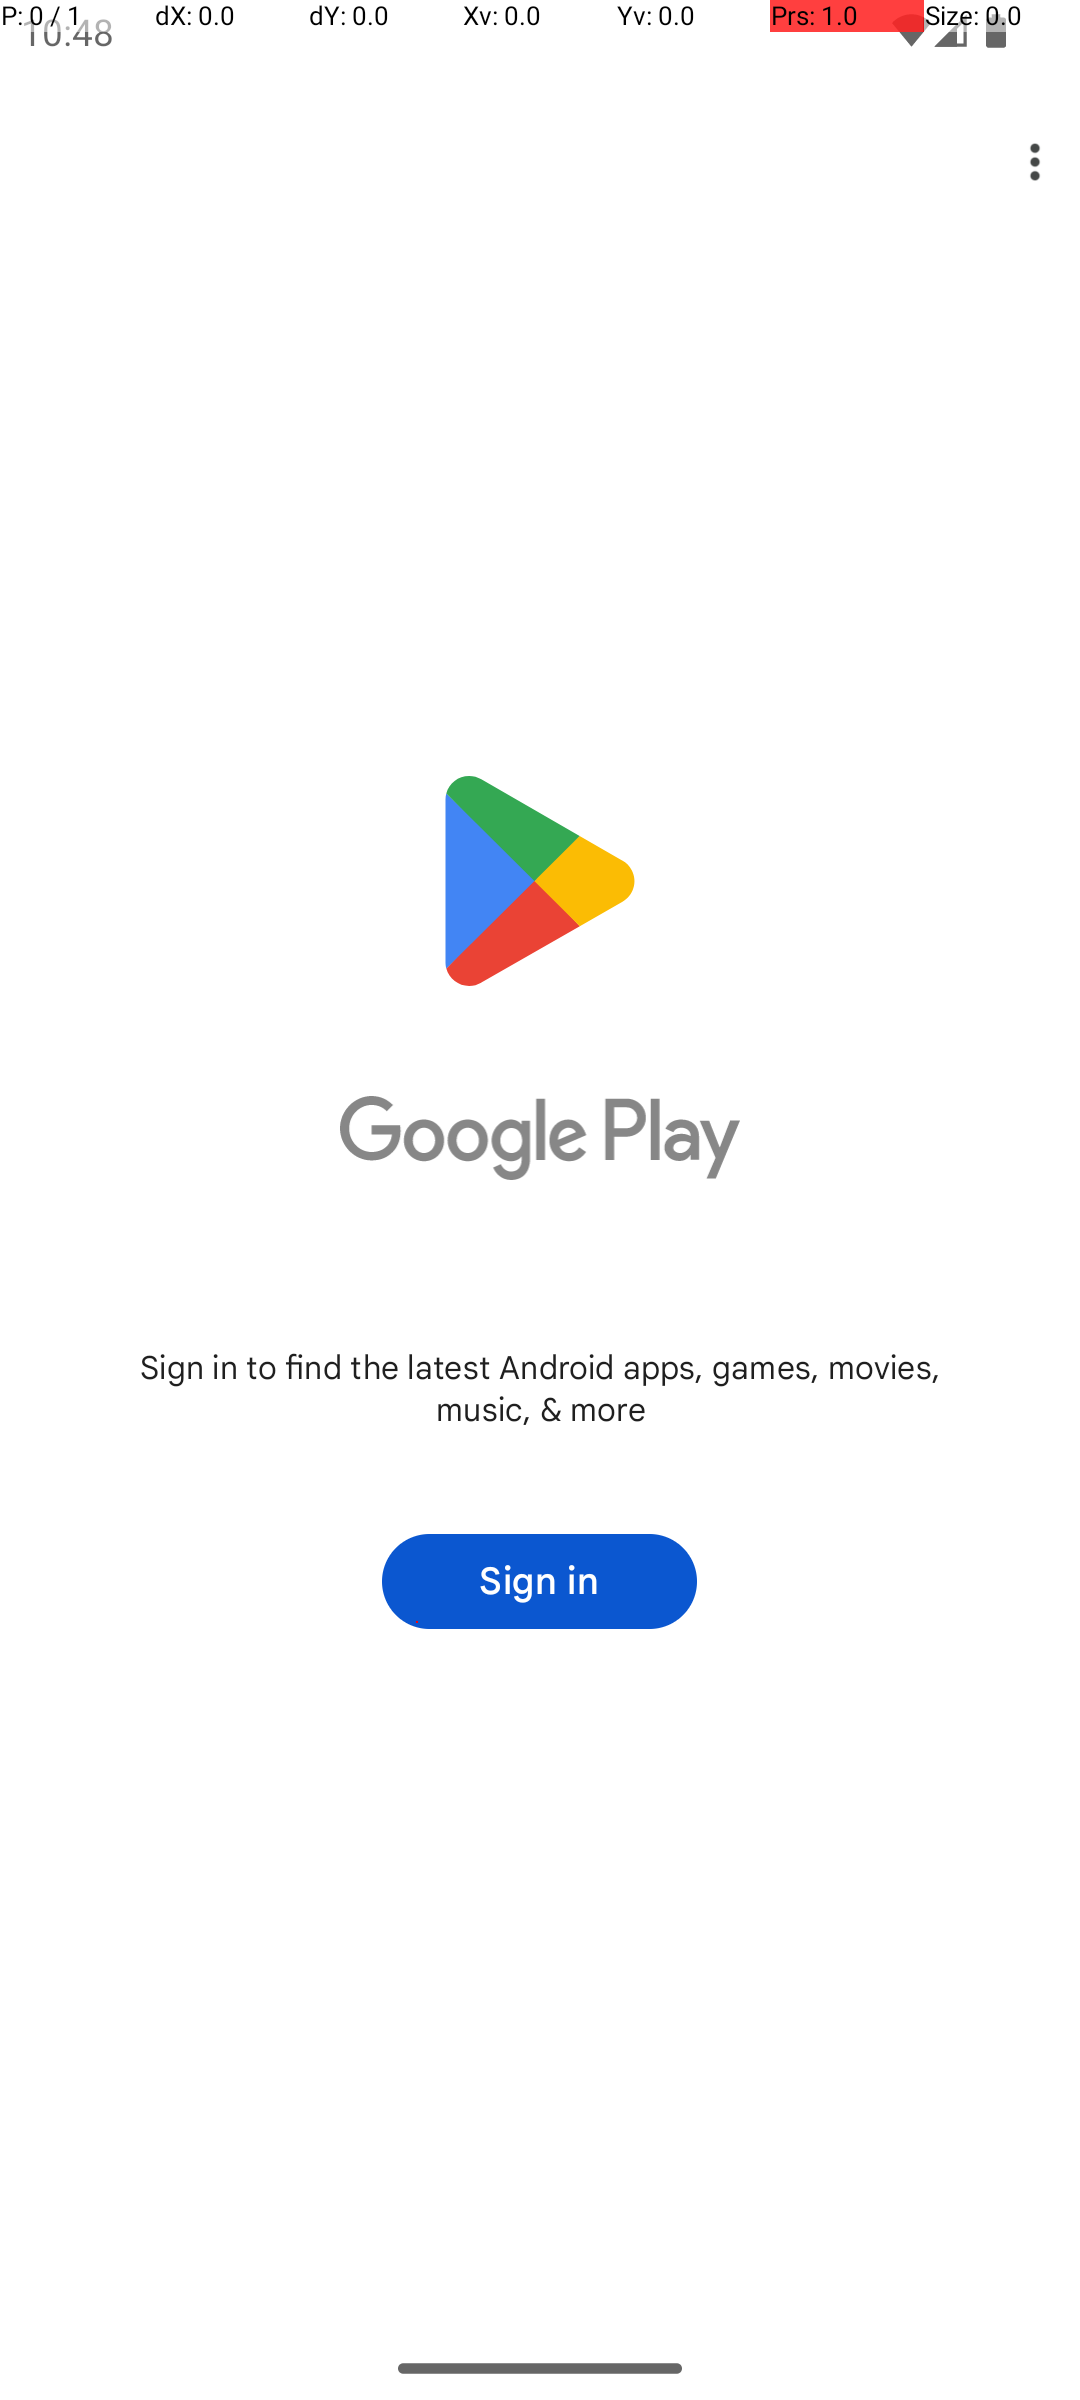 P: 0 / 1 dX: 0.0 dY: 0.0 Xv: 0.0 Yv: 0.0 Prs: 1.0 Size: 0.0
10:48
Google Play
Sign in to find the latest Android apps, games, movies,
music, & more
Sign in